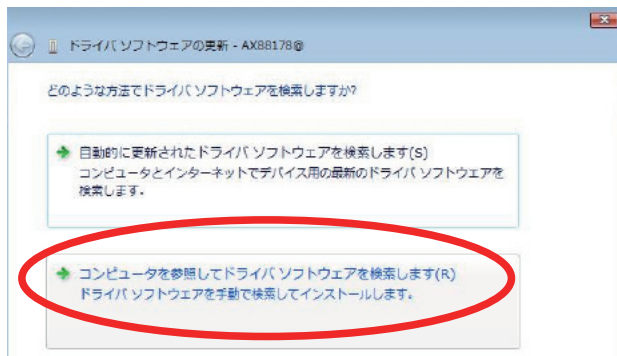 ドライバ ソフトウェアの更新 - AX88178@
どのような方法でドライバ ソフトウェアを検索しますか?
自動的に更新されたドライバ ソフトウェアを検索します(S)
コンピュータとインターネットでデバイス用の最新のドライバ ソフトウェアを
検索します。
コンピュータを参照してドライバ ソフトウェアを検索します(R)
ドライバ ソフトウェアを手動で検索してインストールします。